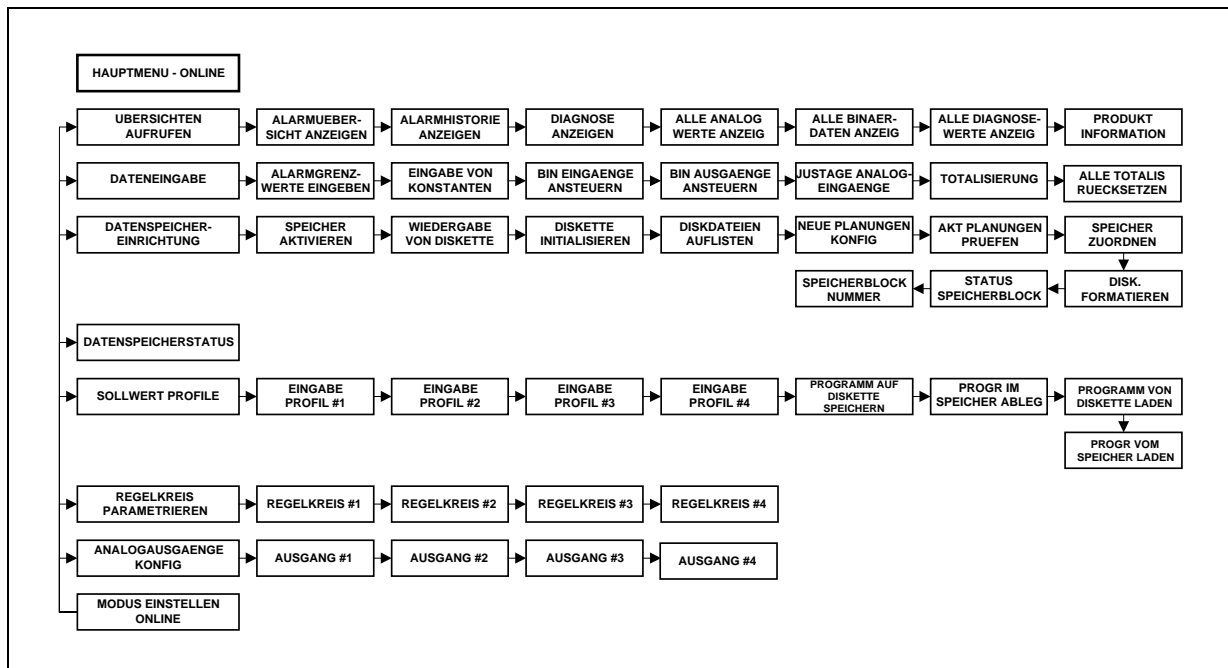 HAUPTMENU - ONLINE
UBERSICHTEN
AUFRUFEN
ALARMUEBER-
SICHT ANZEIGEN
ALARMHISTORIE
ANZEIGEN
DIAGNOSE
ANZEIGEN
ALLE ANALOG
WERTE ANZEIG
ALLE BINAER-
DATEN ANZEIG
ALLE DIAGNOSE-
WERTE ANZEIG
PRODUKT
INFORMATION
DATENEINGABE
ALARMGRENZ-
WERTE EINGEBEN
EINGABE VON
KONSTANTEN
BIN EINGAENGE
ANSTEUERN
BIN AUSGAENGE
ANSTEUERN
JUSTAGE ANALOG-
EINGAENGE
TOTALISIERUNG
ALLE TOTALIS
RUECKSETZEN
DATENSPEICHER-
EINRICHTUNG
SPEICHER
AKTIVIEREN
WIEDERGABE
VON DISKETTE
DISKETTE
INITIALISIEREN
DISKDATEIEN
AUFLISTEN
NEUE PLANUNGEN
KONFIG
AKT PLANUNGEN
PRUEFEN
SPEICHER
ZUORDNEN
DISK.
FORMATIEREN
STATUS
SPEICHERBLOCK
SPEICHERBLOCK
NUMMER
DATENSPEICHERSTATUS
SOLLWERT PROFILE
EINGABE
PROFIL #1
EINGABE
PROFIL #2
EINGABE
PROFIL #3
EINGABE
PROFIL #4
PROGRAMM AUF
DISKETTE
SPEICHERN
PROGR IM
SPEICHER ABLEG
PROGRAMM VON
DISKETTE LADEN
PROGR VOM
SPEICHER LADEN
REGELKREIS
PARAMETRIEREN
REGELKREIS #1
REGELKREIS #2
REGELKREIS #3
REGELKREIS #4
ANALOGAUSGAENGE
KONFIG
AUSGANG #1
AUSGANG #2
AUSGANG #3
AUSGANG #4
MODUS EINSTELLEN
ONLINE